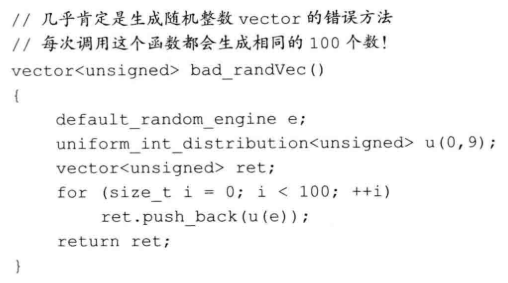 // 几乎肯定是生成随机整数 vector 的错误方法
// 每次调用这个函数都会生成相同的 100 个数!
vector<unsigned> bad_randVec()
{
    default_random_engine e;
    uniform_int_distribution<unsigned> u(0,9);
    vector<unsigned> ret;
    for (size_t i = 0; i < 100; ++i)
        ret.push_back(u(e));
    return ret;
}